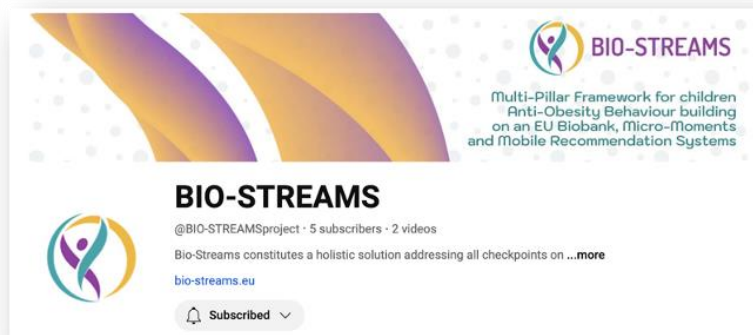 BIO-STREAMS
Multi-Pillar Framework for children
Anti-Obesity Behaviour building
on an EU Biobank, Micro-Moments
and Mobile Recommendation Systems
BIO-STREAMS
@BIO-STREAMSproject · 5 subscribers · 2 videos
Bio-Streams constitutes a holistic solution addressing all checkpoints on ...more
bio-streams.eu
Subscribed